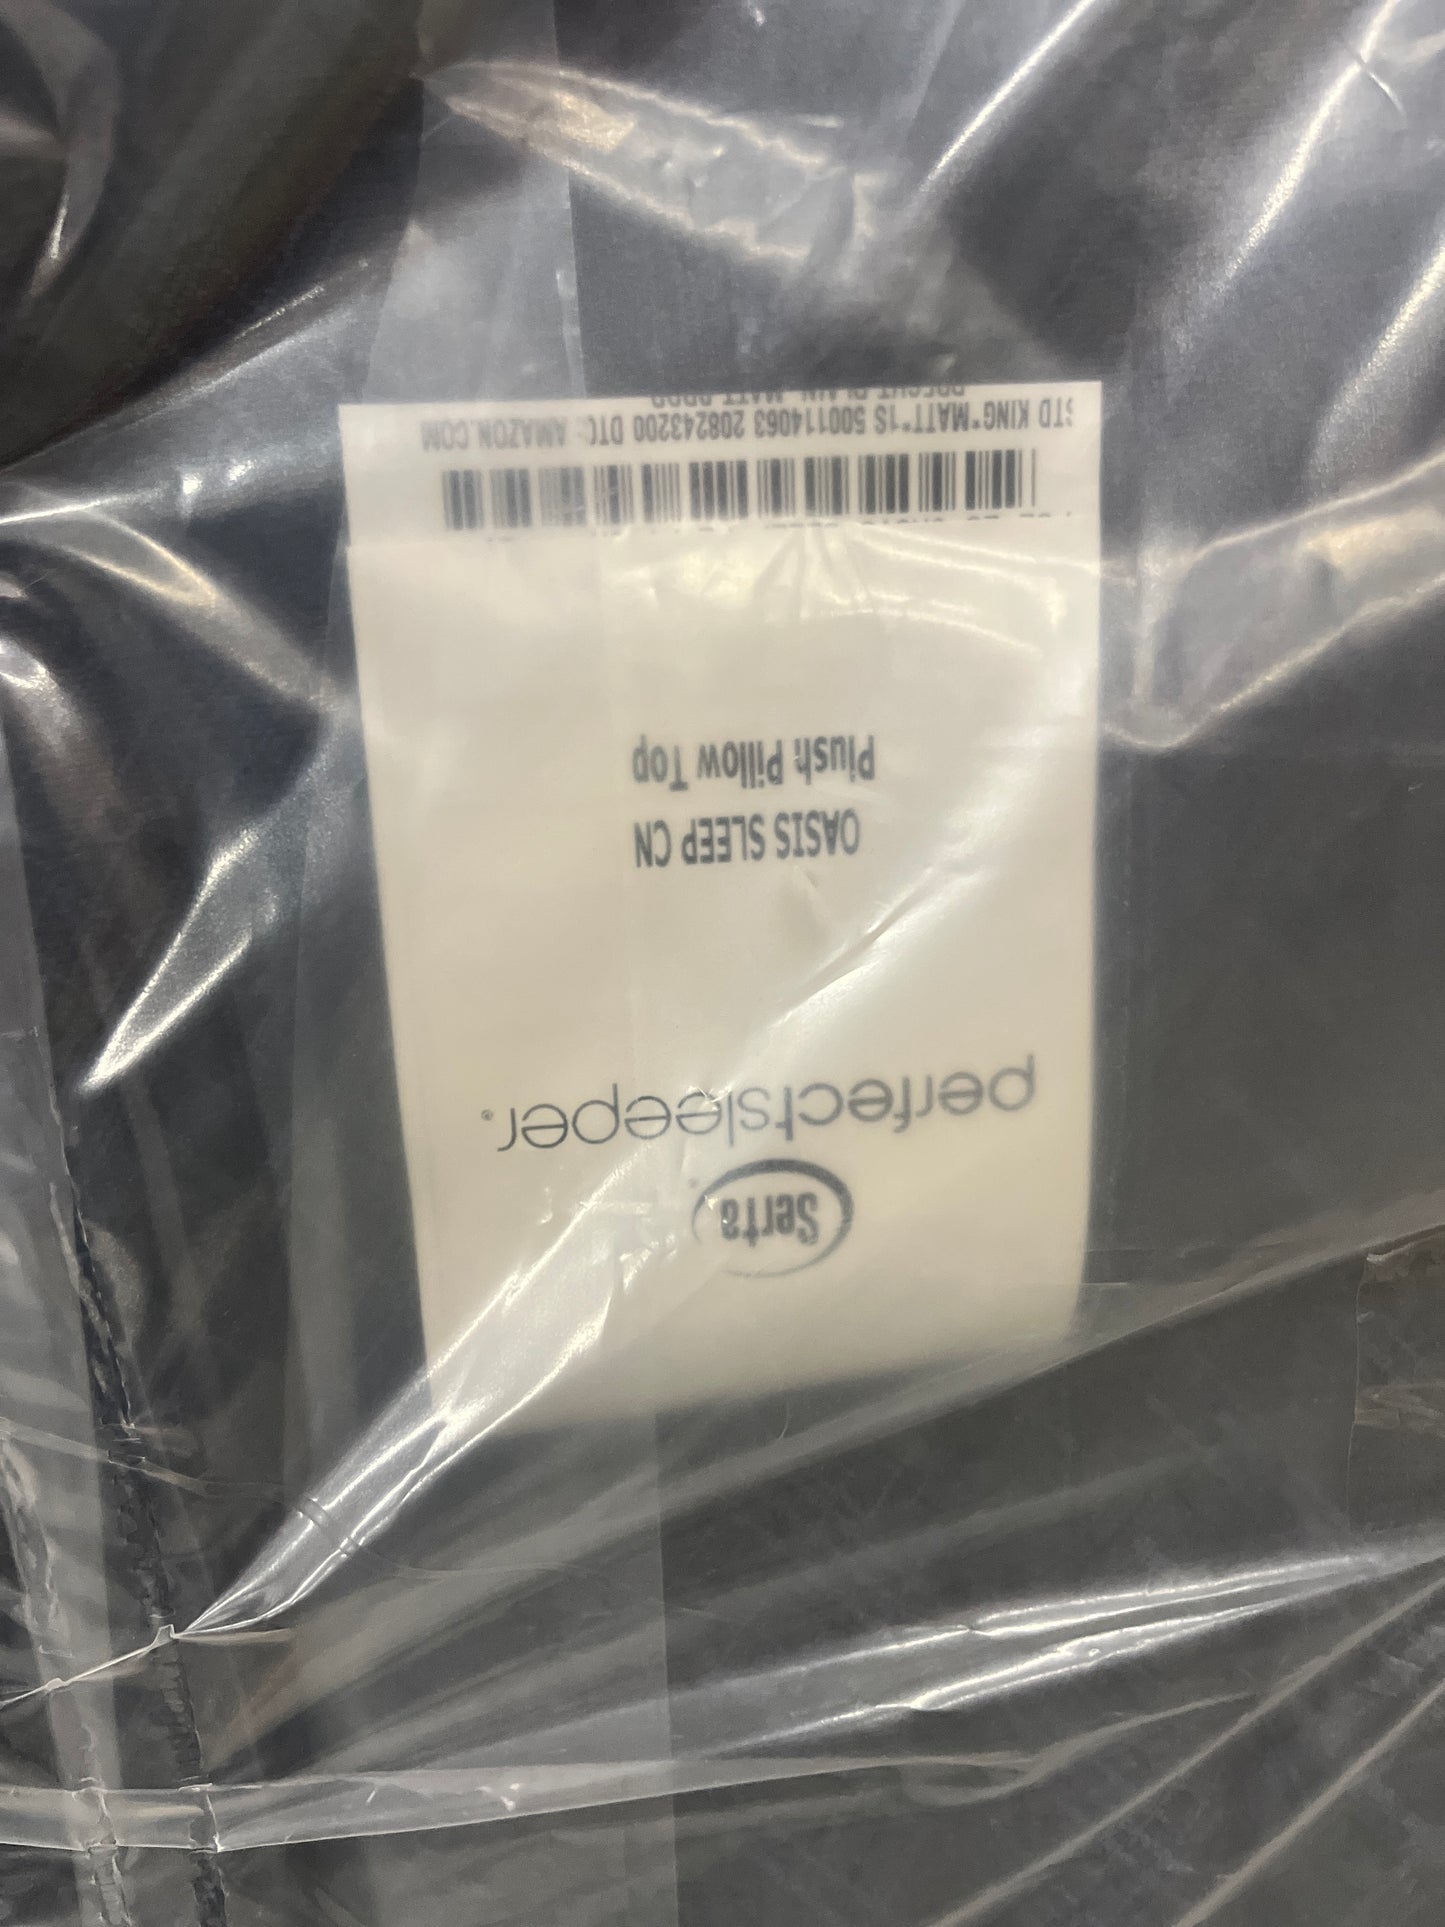 Serta
perfectsleeper®
OASIS SLEEP CN
Plush Pillow Top
STD KING*MATT*1S 500114063 208243200 DTC: AMAZON.COM